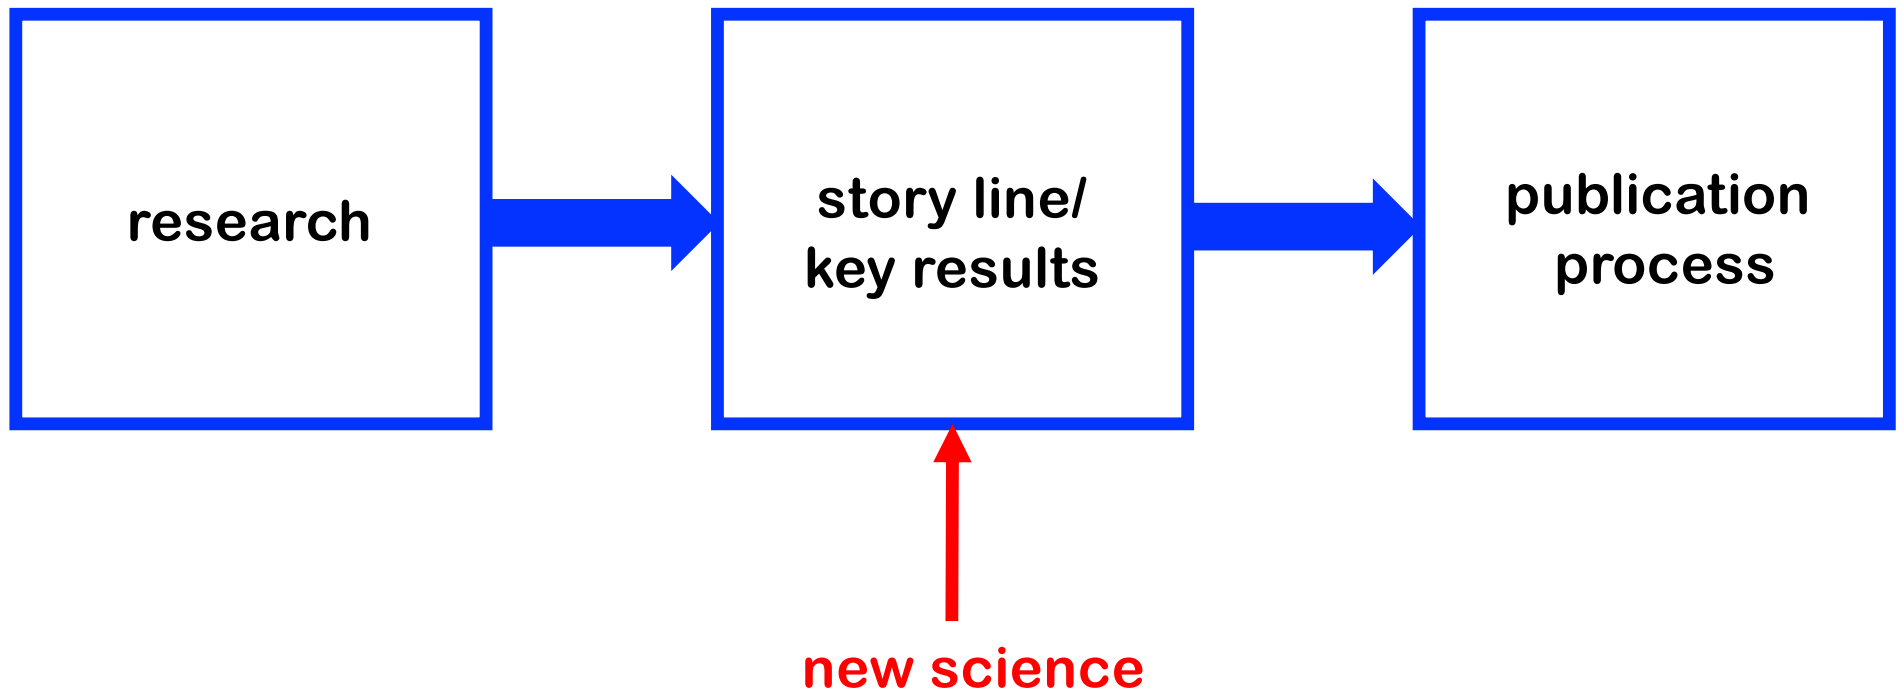 research
story line/
key results
publication
process
new science